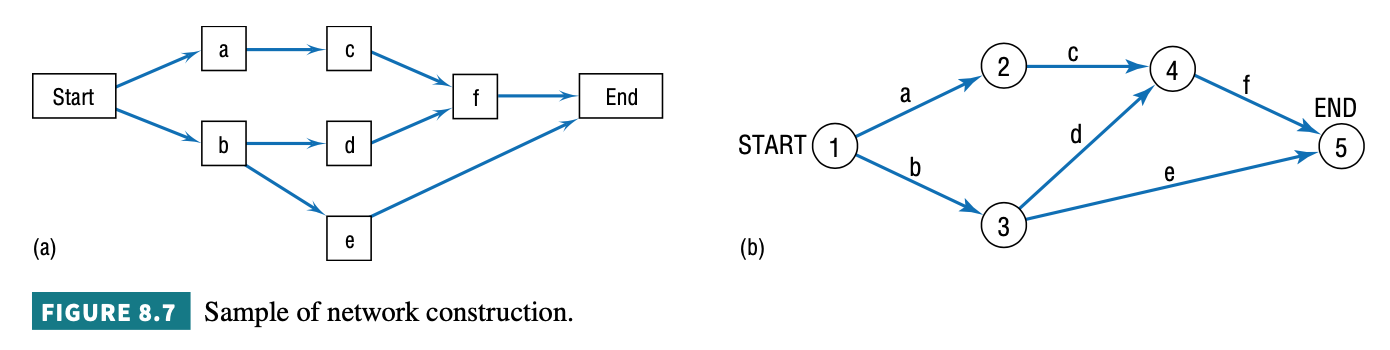 a
c
Start
f
End
b
d
e
(a)
c
2
4
a
f
END
START
1
d
5
b
e
3
(b)
FIGURE 8.7 Sample of network construction.